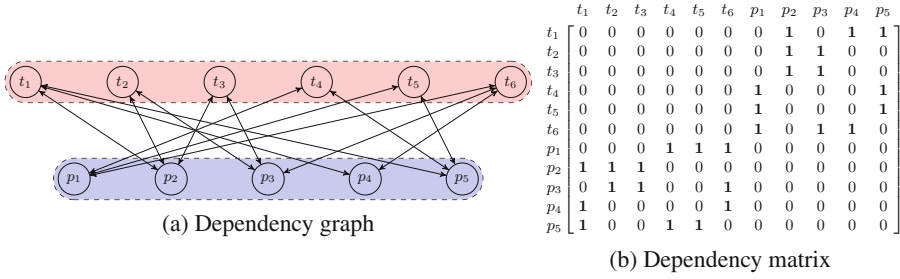 t1 t2 t3 t4 t5 t6
p1 p2 p3 p4 p5
(a) Dependency graph
t1 t2 t3 t4 t5 t6 p1 p2 p3 p4 p5
t1 0 0 0 0 0 0 0 1 0 1 1
t2 0 0 0 0 0 0 0 1 1 0 0
t3 0 0 0 0 0 0 0 1 1 0 0
t4 0 0 0 0 0 0 1 0 0 0 1
t5 0 0 0 0 0 0 1 0 0 0 1
t6 0 0 0 0 0 0 1 0 1 1 0
p1 0 0 0 1 1 1 0 0 0 0 0
p2 1 1 1 0 0 0 0 0 0 0 0
p3 0 1 1 0 0 1 0 0 0 0 0
p4 1 0 0 0 0 1 0 0 0 0 0
p5 1 0 0 1 1 0 0 0 0 0 0
(b) Dependency matrix